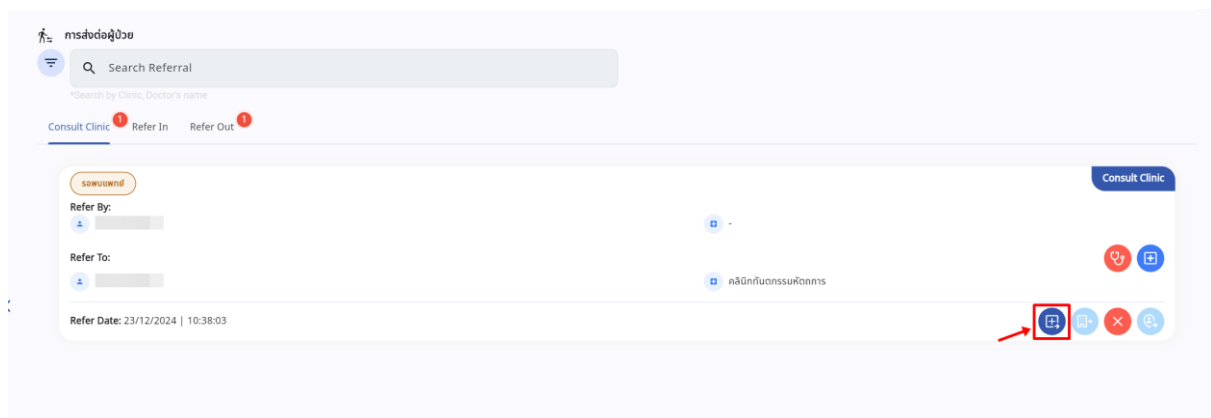 การส่งต่อผู้ป่วย
Search Referral
*Search by Clinic, Doctor's name
Consult Clinic 1 Refer In Refer Out 1
รอพบแพทย์ Consult Clinic
Refer By:
-
Refer To:
คลินิกทันตกรรมหัตถการ
Refer Date: 23/12/2024 | 10:38:03